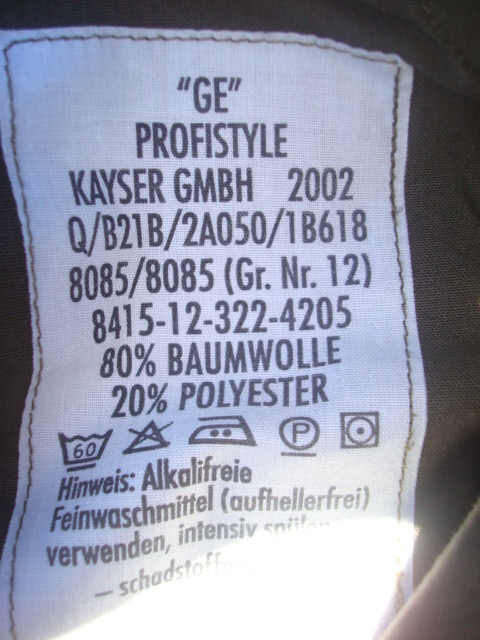 "GE"
PROFISTYLE
KAYSER GMBH 2002
Q/B21B/2A050/1B618
8085/8085 (Gr. Nr. 12)
8415-12-322-4205
80% BAUMWOLLE
20% POLYESTER
60 P
Hinweis: Alkalifreie
Feinwaschmittel (aufhellerfrei)
verwenden, intensiv spülen
–